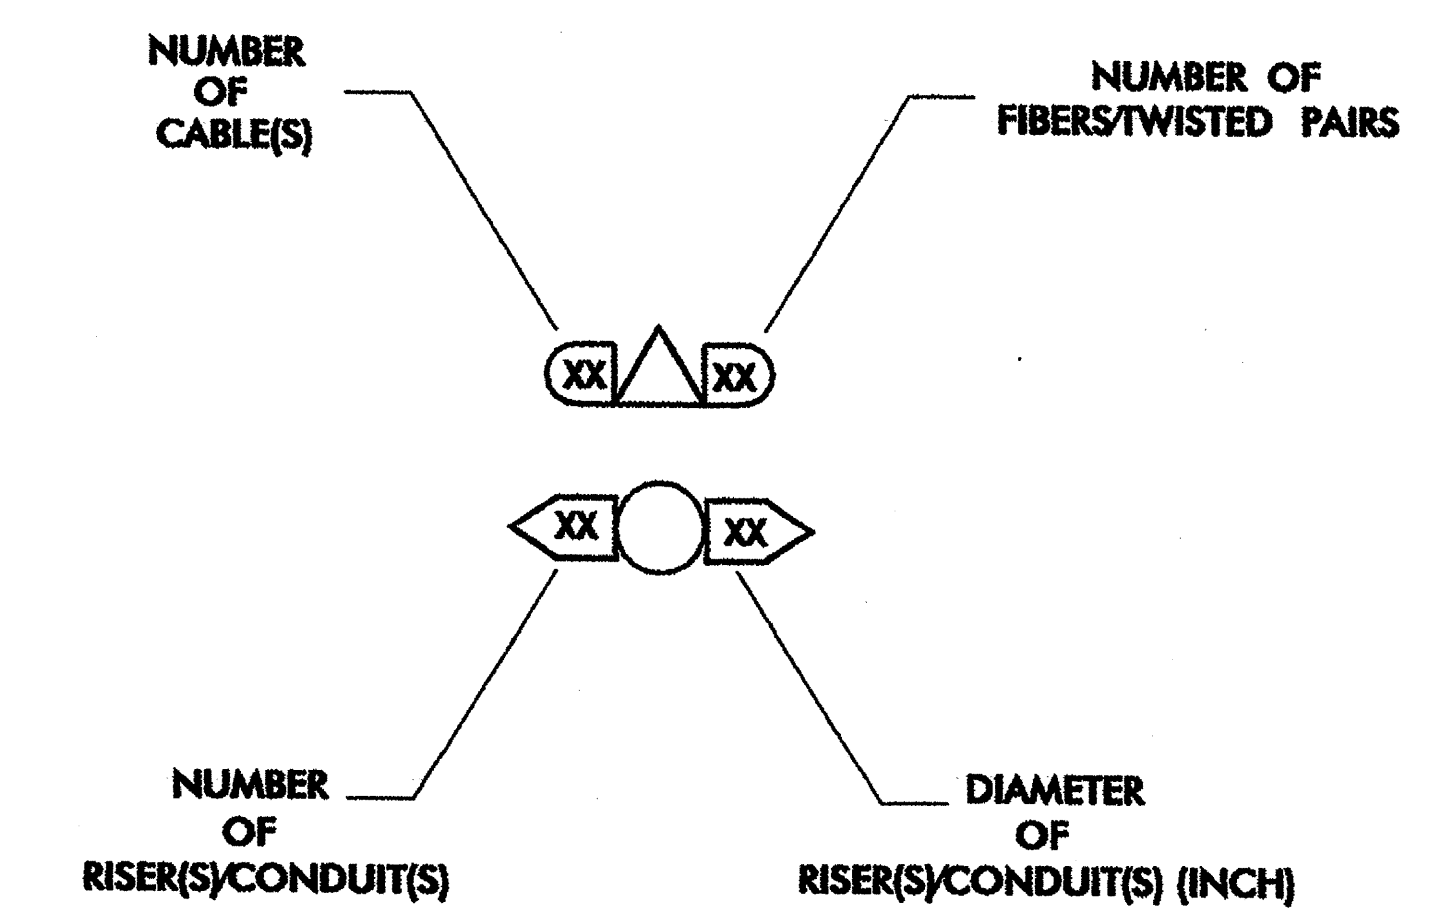 NUMBER
OF
CABLE(S)
NUMBER OF
FIBERS/TWISTED PAIRS
XX
XX
XX
XX
NUMBER
OF
RISER(S)/CONDUIT(S)
DIAMETER
OF
RISER(S)/CONDUIT(S) (INCH)